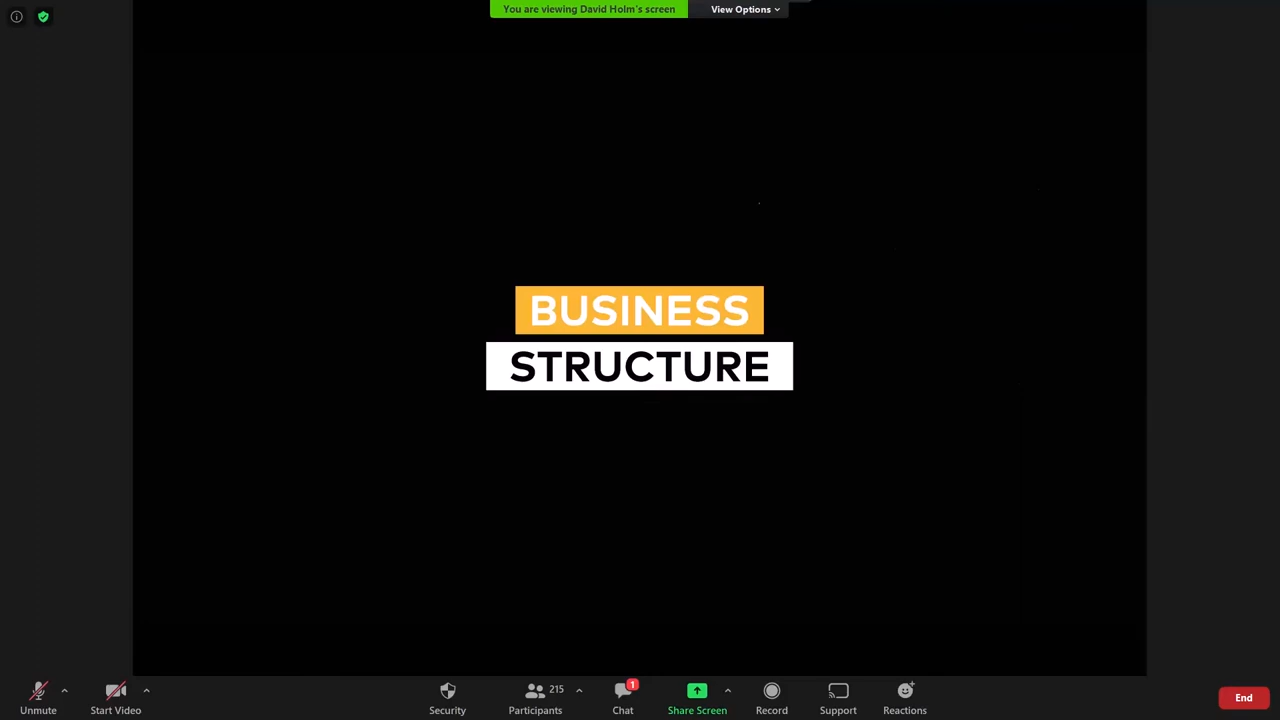 You are viewing David Holm's screen View Options
BUSINESS
STRUCTURE
Unmute Start Video Security Participants 215 Chat 1 Share Screen Record Support Reactions End